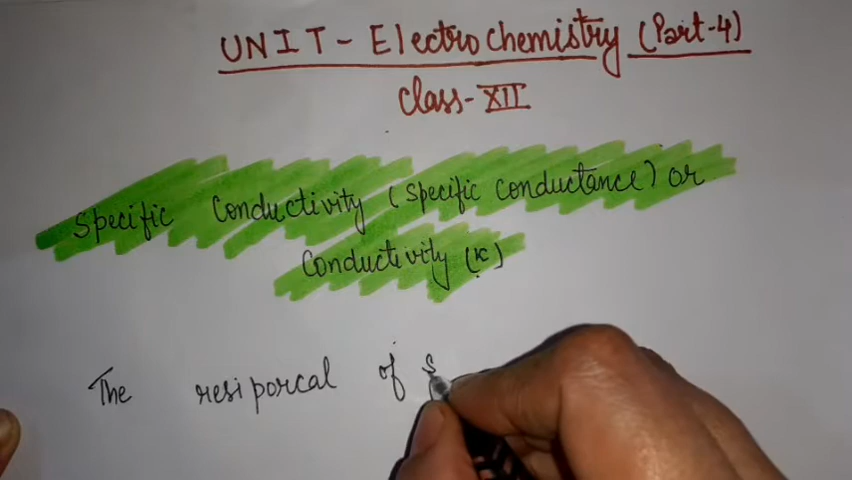 UNIT - Electrochemistry (Part-4)
Class-XII
Specific Conductivity (Specific Conductance) or
Conductivity (K)
The resiporcal of s